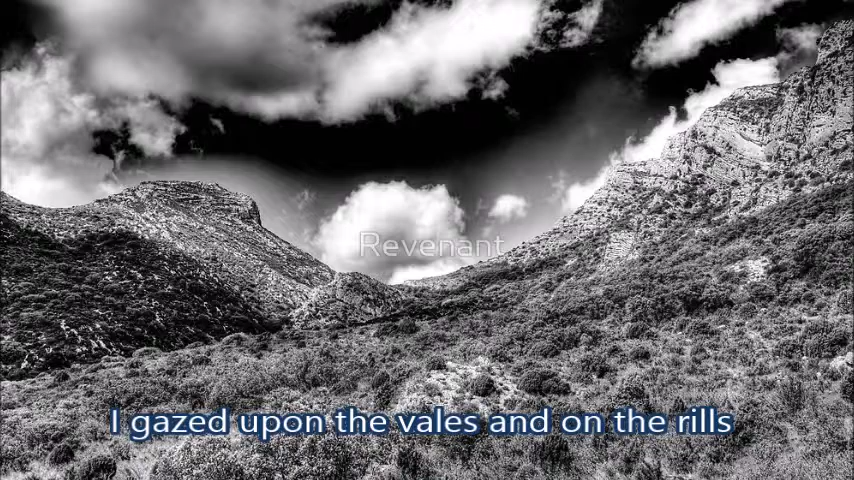 Revenant
I gazed upon the vales and on the rills